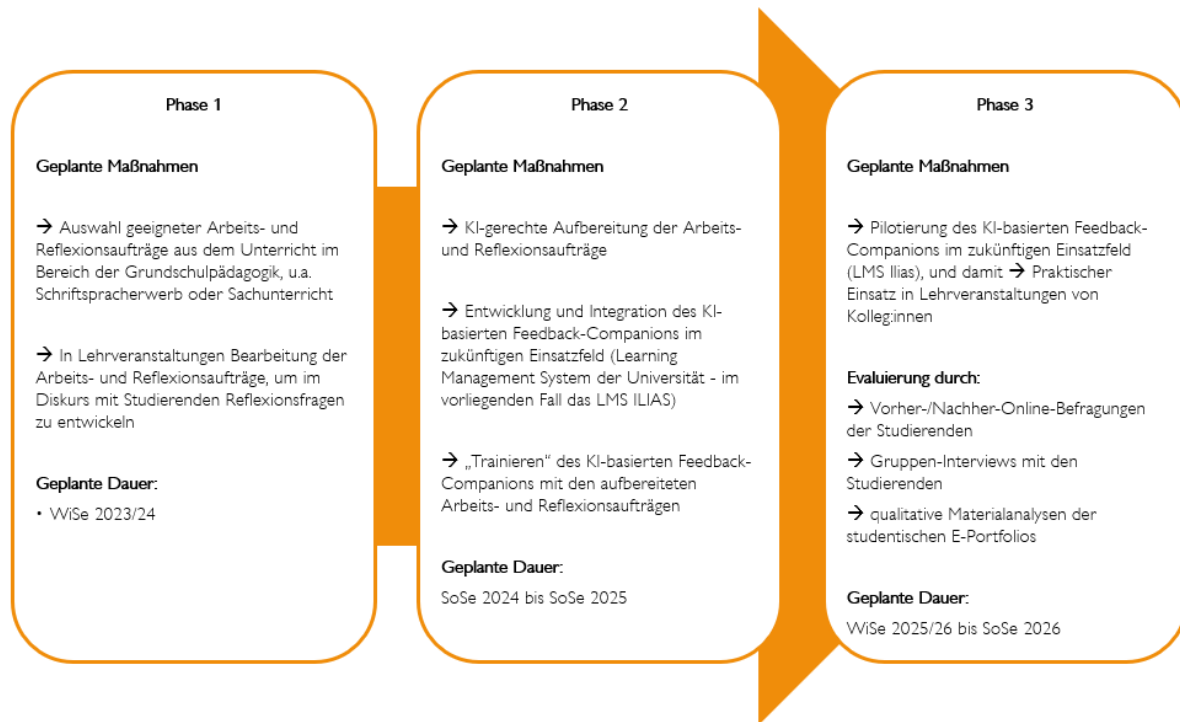 Phase 1
Geplante Maßnahmen
→ Auswahl geeigneter Arbeits- und
Reflexionsaufträge aus dem Unterricht im
Bereich der Grundschulpädagogik, u.a.
Schriftspracherwerb oder Sachunterricht
→ In Lehrveranstaltungen Bearbeitung der
Arbeits- und Reflexionsaufträge, um im
Diskurs mit Studierenden Reflexionsfragen
zu entwickeln
Geplante Dauer:
• WiSe 2023/24
Phase 2
Geplante Maßnahmen
→ KI-gerechte Aufbereitung der Arbeits-
und Reflexionsaufträge
→ Entwicklung und Integration des KI-
basierten Feedback-Companions im
zukünftigen Einsatzfeld (Learning
Management System der Universität - im
vorliegenden Fall das LMS ILIAS)
→ „Trainieren“ des KI-basierten Feedback-
Companions mit den aufbereiteten
Arbeits- und Reflexionsaufträgen
Geplante Dauer:
SoSe 2024 bis SoSe 2025
Phase 3
Geplante Maßnahmen
→ Pilotierung des KI-basierten Feedback-
Companions im zukünftigen Einsatzfeld
(LMS Ilias), und damit → Praktischer
Einsatz in Lehrveranstaltungen von
Kolleg:innen
Evaluierung durch:
→ Vorher-/Nachher-Online-Befragungen
der Studierenden
→ Gruppen-Interviews mit den
Studierenden
→ qualitative Materialanalysen der
studentischen E-Portfolios
Geplante Dauer:
WiSe 2025/26 bis SoSe 2026